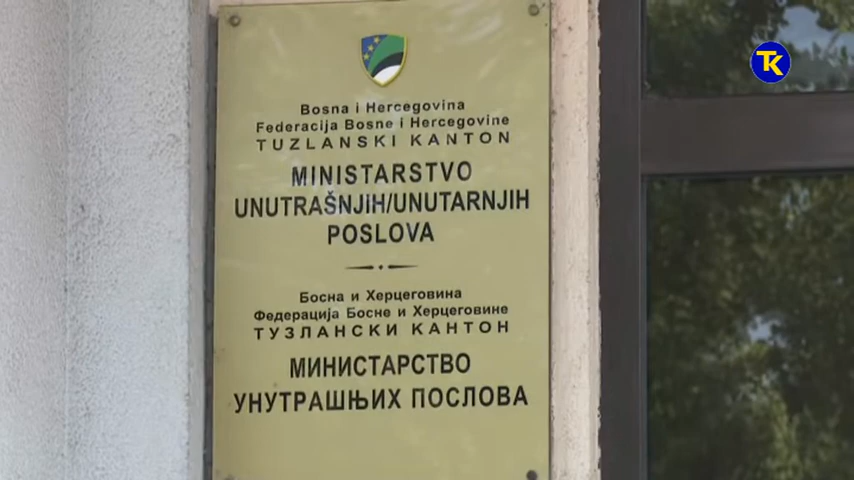 TK
Bosna i Hercegovina
Federacija Bosne i Hercegovine
TUZLANSKI KANTON
MINISTARSTVO
UNUTRAŠNJIH/UNUTARNJIH
POSLOVA
Босна и Херцеговина
Федерација Босне и Херцеговине
ТУЗЛАНСКИ КАНТОН
МИНИСТАРСТВО
УНУТРАШЊИХ ПОСЛОВА